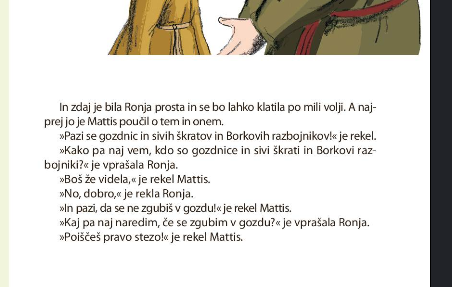 In zdaj je bila Ronja prosta in se bo lahko klatila po mili volji. A naj-
prej jo je Mattis poučil o tem in onem.
»Pazi se gozdnic in sivih škratov in Borkovih razbojnikov!« je rekel.
»Kako pa naj vem, kdo so gozdnice in sivi škrati in Borkovi raz-
bojniki?« je vprašala Ronja.
»Boš že videla,« je rekel Mattis.
»No, dobro,« je rekla Ronja.
»In pazi, da se ne zgubiš v gozdu!« je rekel Mattis.
»Kaj pa naj naredim, če se zgubim v gozdu?« je vprašala Ronja.
»Poiščeš pravo stezo!« je rekel Mattis.